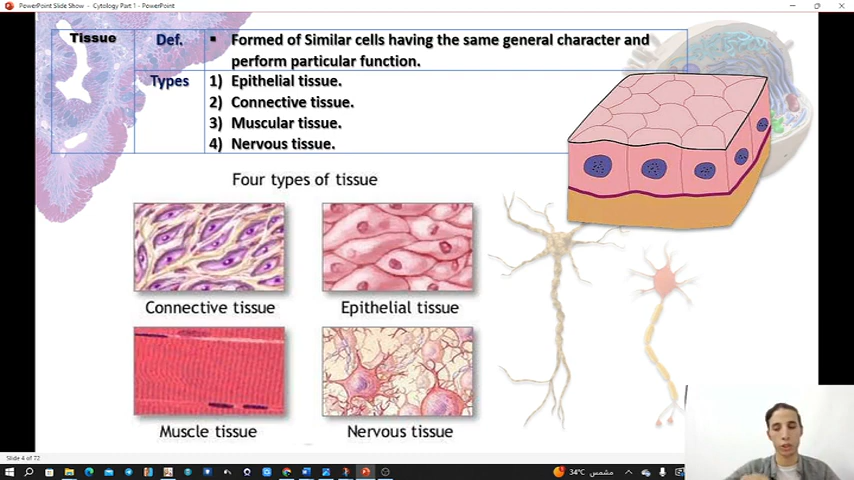 PowerPoint Slide Show - Cytology Part 1 - PowerPoint
Tissue
Def.
▪ Formed of Similar cells having the same general character and
perform particular function.
Types
1) Epithelial tissue.
2) Connective tissue.
3) Muscular tissue.
4) Nervous tissue.
Four types of tissue
Connective tissue
Epithelial tissue
Muscle tissue
Nervous tissue
Slide 4 of 72
34°C مشمس